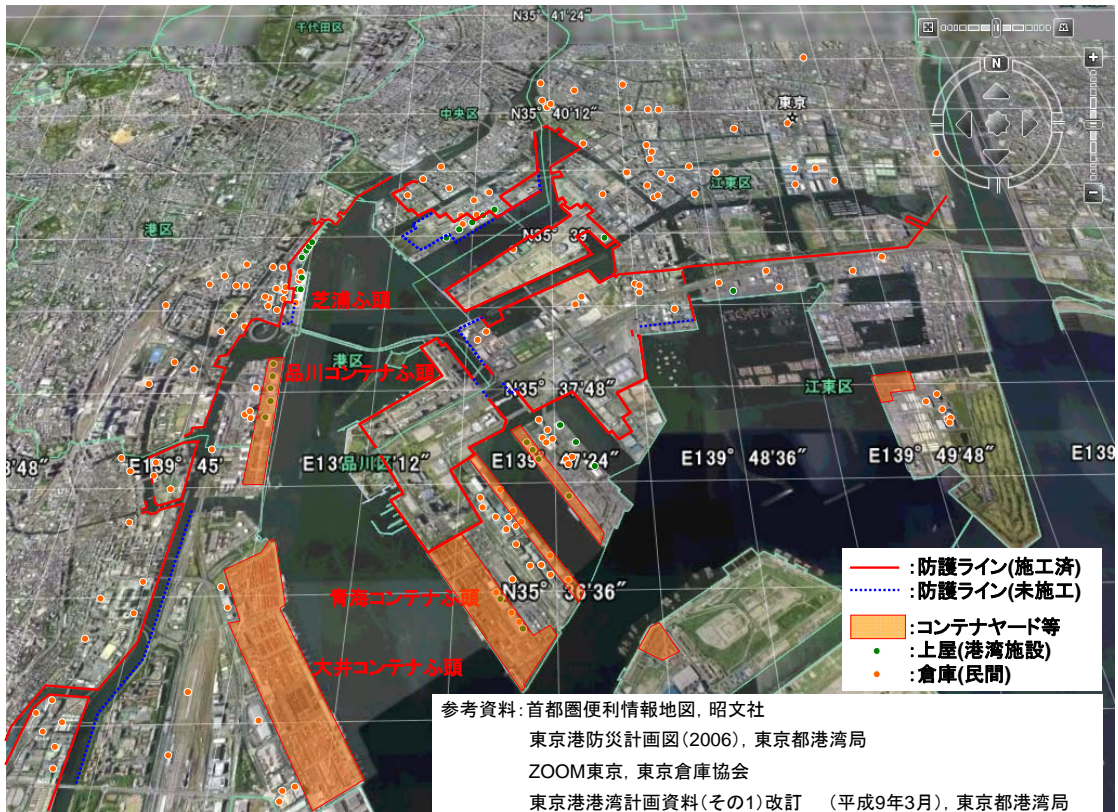 N35° 41'24"
千代田区
N
中央区
N35° 40'12"
東京
江東区
港区
N35° 39'
芝浦ふ頭
港区
品川コンテナふ頭
N35° 37'48"
江東区
E139° 45'
品川区
12"
E139°
E139° 48'36"
E139° 49'48"
E139
青海コンテナふ頭
N35° 36'36"
大井コンテナふ頭
:防護ライン(施工済)
:防護ライン(未施工)
:コンテナヤード等
:上屋(港湾施設)
:倉庫(民間)
参考資料:首都圏便利情報地図, 昭文社
東京港防災計画図(2006), 東京都港湾局
ZOOM東京, 東京倉庫協会
東京港港湾計画資料(その1)改訂 (平成9年3月), 東京都港湾局